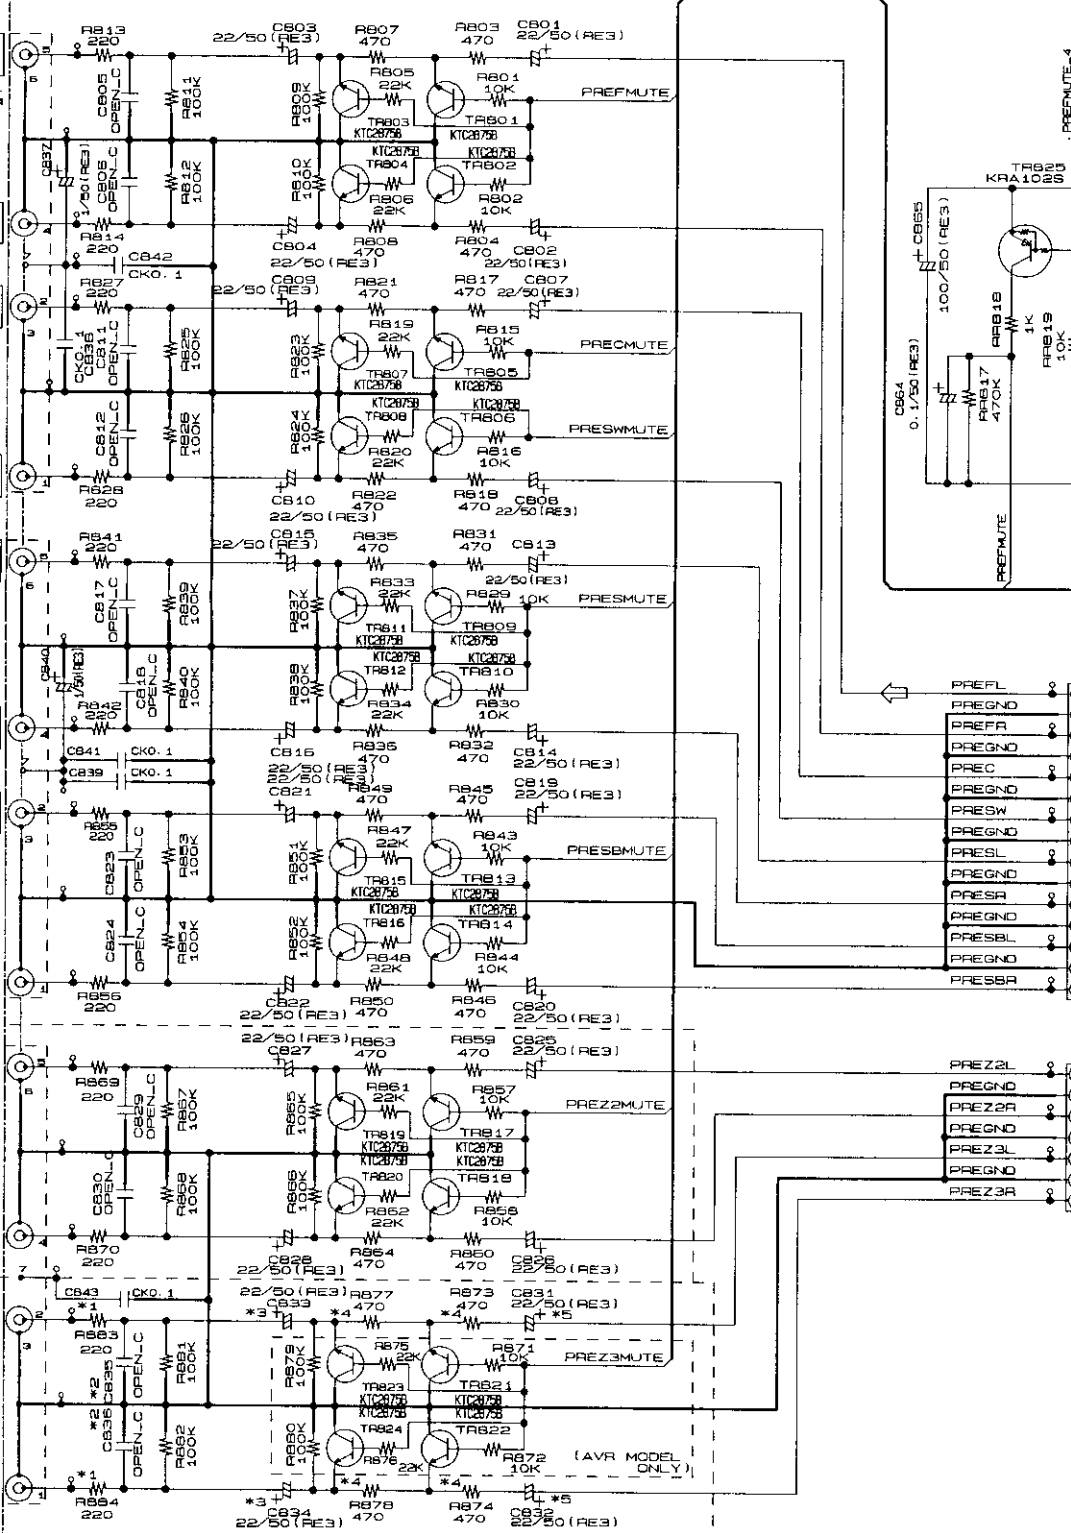 R813
220
C803
22/50(RE3)
R807
470
R803
470
C801
22/50(RE3)
C805
OPEN_C
R811
100K
R809
100K
R805
22K
R801
10K
PREFMUTE
TR803
TR801
KTC2875B
KTC2875B
KTC2875B
KTC2875B
TR804
TR802
C837
1/50(RE3)
C806
OPEN_C
R812
100K
R810
100K
R806
22K
R802
10K
R814
220
C804
22/50(RE3)
R808
470
R804
470
C802
22/50(RE3)
C842
CK0.1
R827
220
C809
22/50(RE3)
R821
470
R817
470
C807
22/50(RE3)
CK0.1
C838
C811
OPEN_C
R825
100K
R823
100K
R819
22K
R815
10K
PRECMUTE
TR807
TR805
KTC2875B
KTC2875B
KTC2875B
KTC2875B
TR808
TR806
PRESWMUTE
C812
OPEN_C
R826
100K
R824
100K
R820
22K
R816
10K
R828
220
C810
22/50(RE3)
R822
470
R818
470
C808
22/50(RE3)
R841
220
C815
22/50(RE3)
R835
470
R831
470
C813
22/50(RE3)
C817
OPEN_C
R839
100K
R837
100K
R833
22K
R829
10K
PRESMUTE
TR811
TR809
KTC2875B
KTC2875B
KTC2875B
KTC2875B
TR812
TR810
C840
1/50(RE3)
C818
OPEN_C
R840
100K
R838
100K
R834
22K
R830
10K
R842
220
C816
22/50(RE3)
R836
470
R832
470
C814
22/50(RE3)
C841
CK0.1
C839
CK0.1
R855
220
22/50(RE3)
C821
R849
470
R845
470
C819
22/50(RE3)
C823
OPEN_C
R853
100K
R851
100K
R847
22K
R843
10K
PRESBMUTE
TR815
TR813
KTC2875B
KTC2875B
KTC2875B
KTC2875B
TR816
TR814
C824
OPEN_C
R854
100K
R852
100K
R848
22K
R844
10K
R856
220
C822
22/50(RE3)
R850
470
R846
470
C820
22/50(RE3)
R869
220
22/50(RE3)
C827
R863
470
R859
470
C825
22/50(RE3)
C829
OPEN_C
R867
100K
R865
100K
R861
22K
R857
10K
PREZ2MUTE
TR819
TR817
KTC2875B
KTC2875B
KTC2875B
KTC2875B
TR820
TR818
C830
OPEN_C
R868
100K
R866
100K
R862
22K
R858
10K
R870
220
C828
22/50(RE3)
R864
470
R860
470
C826
22/50(RE3)
C843
CK0.1
*1
R883
220
22/50(RE3)
*3
C833
R877
*4
470
R873
470
C831
22/50(RE3)
*5
*2
C835
OPEN_C
R881
100K
R879
100K
R875
22K
R871
10K
PREZ3MUTE
TR823
TR821
KTC2875B
KTC2875B
KTC2875B
KTC2875B
TR824
TR822
*2
C836
OPEN_C
R882
100K
R880
100K
R876
22K
R872
10K
(AVR MODEL
ONLY)
*1
R884
220
*3
C834
22/50(RE3)
*4
R878
470
R874
470
C832
*5
22/50(RE3)
PREFMUTE_4
TR825
KRA102S
C865
100/50(RE3)
RR818
1K
RR819
10K
C864
0.1/50(RE3)
RR817
470K
PREFMUTE
PREFL
PREGND
PREFR
PREGND
PREC
PREGND
PRESW
PREGND
PRESL
PREGND
PRESR
PREGND
PRESBL
PREGND
PRESBR
PREZ2L
PREGND
PREZ2R
PREGND
PREZ3L
PREGND
PREZ3R